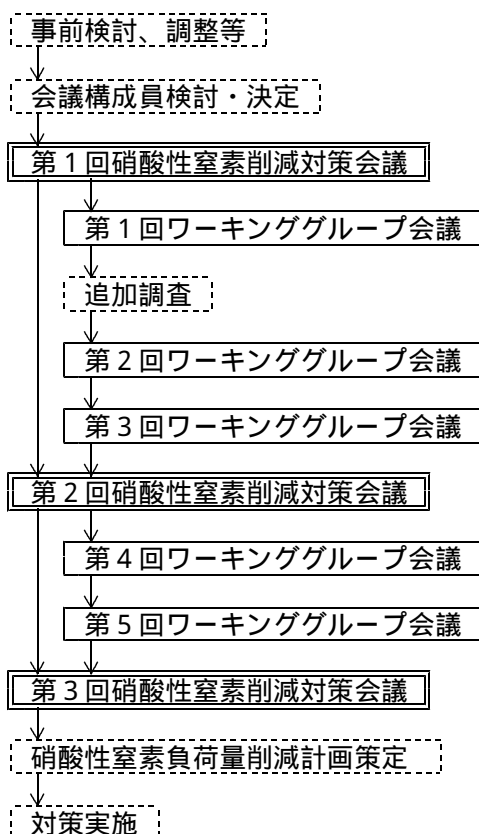 事前検討、調整等
会議構成員検討・決定
第1回硝酸性窒素削減対策会議
第1回ワーキンググループ会議
追加調査
第2回ワーキンググループ会議
第3回ワーキンググループ会議
第2回硝酸性窒素削減対策会議
第4回ワーキンググループ会議
第5回ワーキンググループ会議
第3回硝酸性窒素削減対策会議
硝酸性窒素負荷量削減計画策定
対策実施